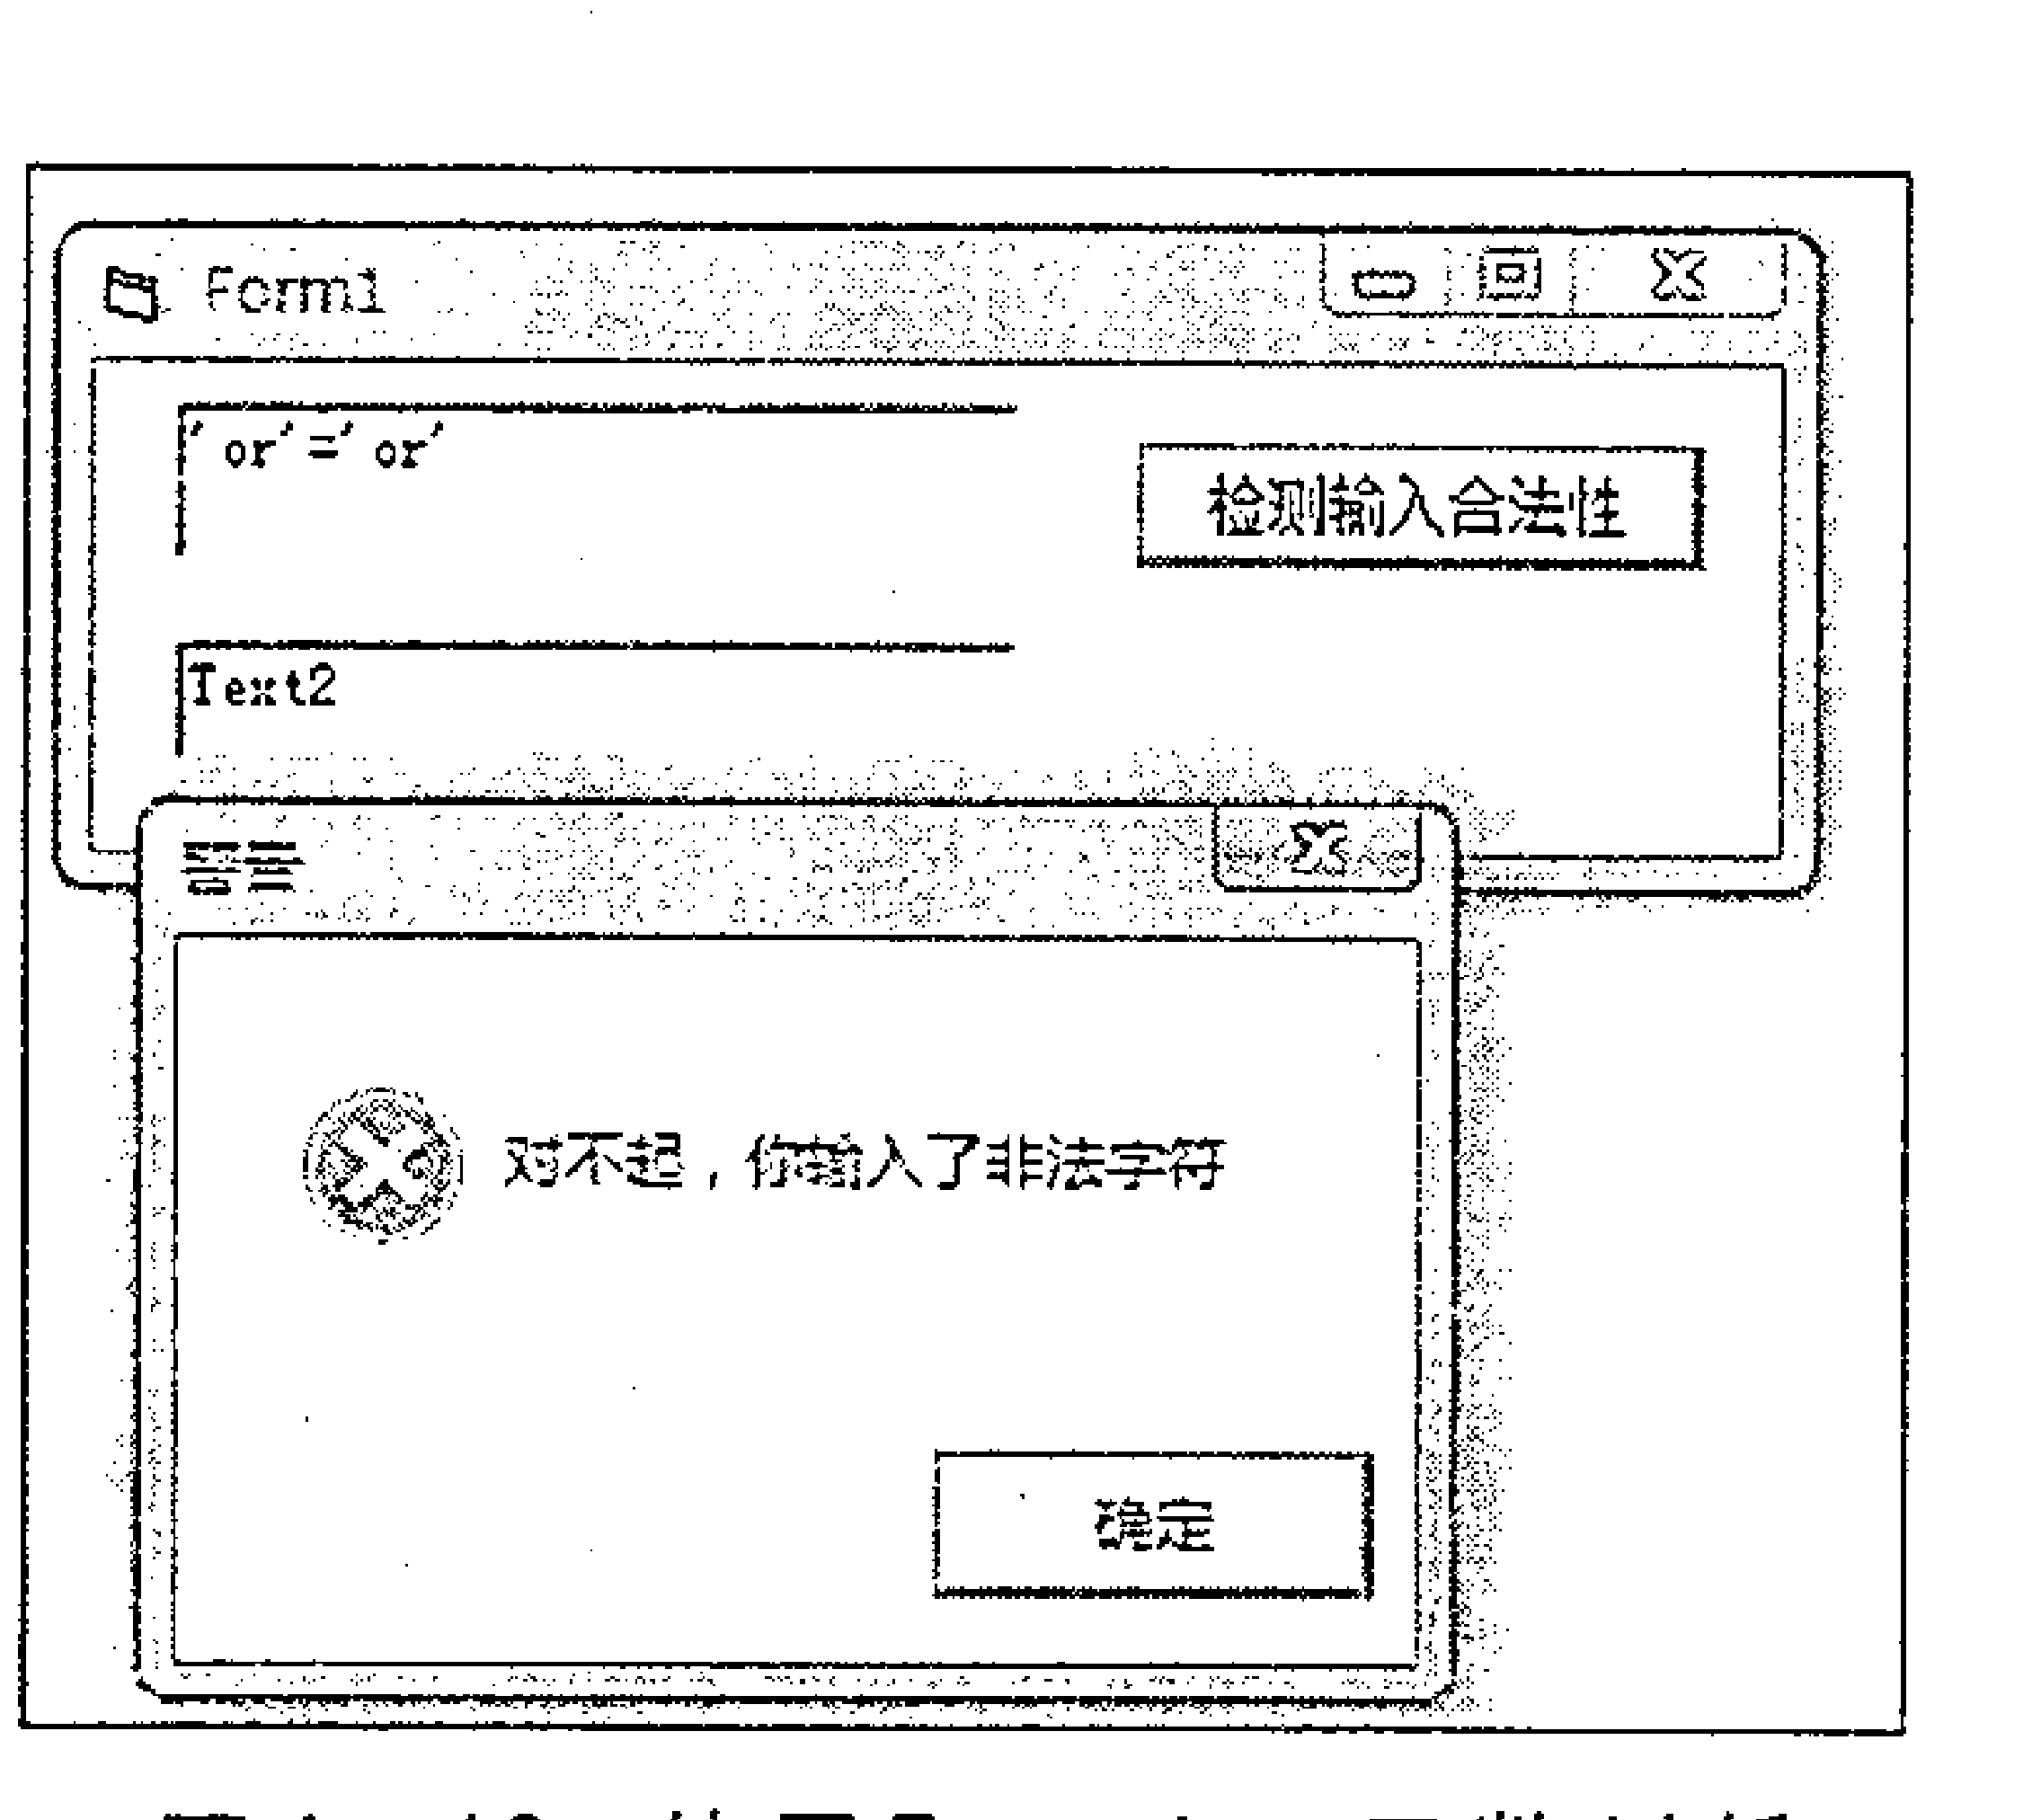 Form1
' or' =' or'
检测输入合法性
Text2
对不起，你输入了非法字符
确定